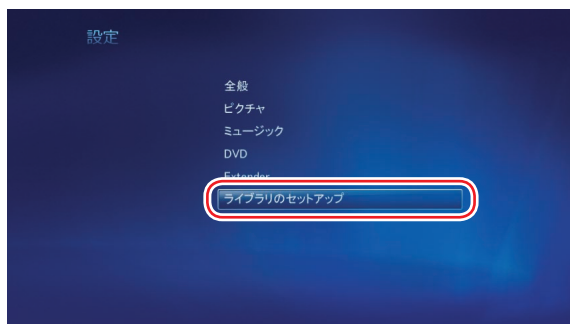 設定
全般
ピクチャ
ミュージック
DVD
Extender
ライブラリのセットアップ